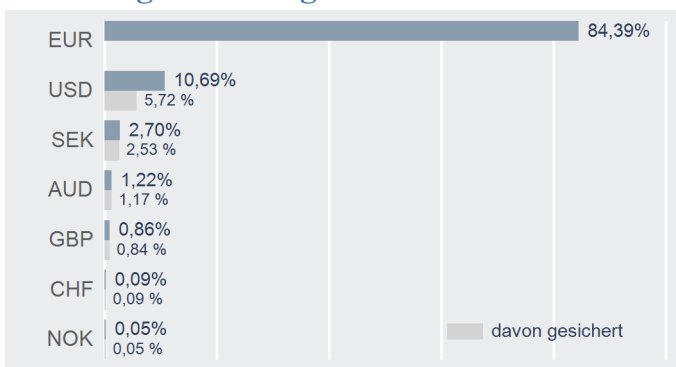 EUR 84,39%
USD 10,69%
5,72 %
SEK 2,70%
2,53 %
AUD 1,22%
1,17 %
GBP 0,86%
0,84 %
CHF 0,09%
0,09 %
NOK 0,05%
0,05 %
davon gesichert